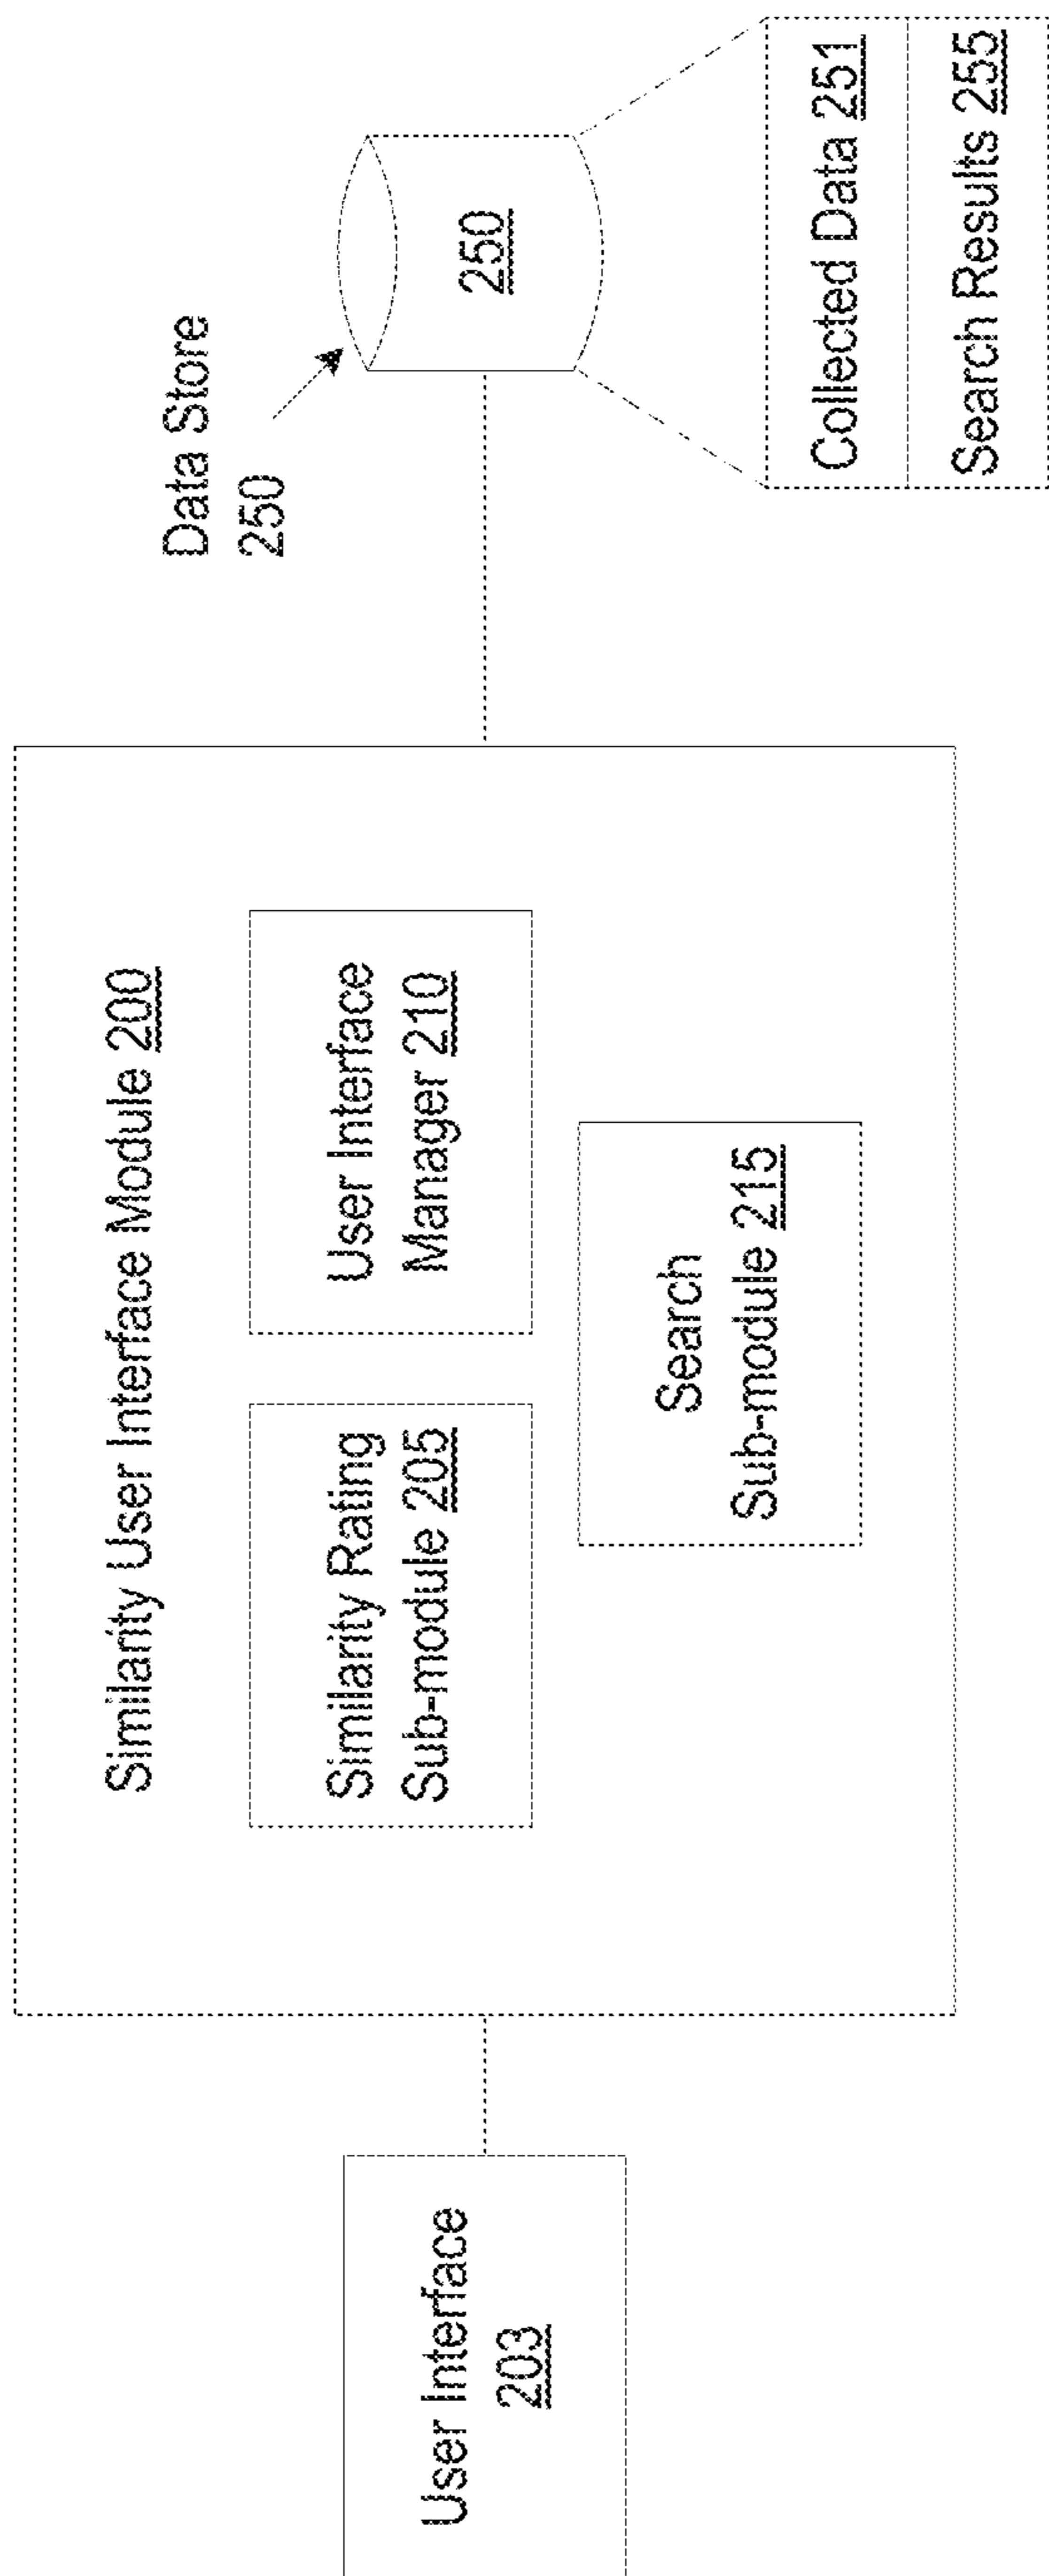 Similarity User Interface Module 200
User Interface
203
Similarity Rating
Sub-module 205
User Interface
Manager 210
Search
Sub-module 215
Data Store
250
250
Collected Data 251
Search Results 255